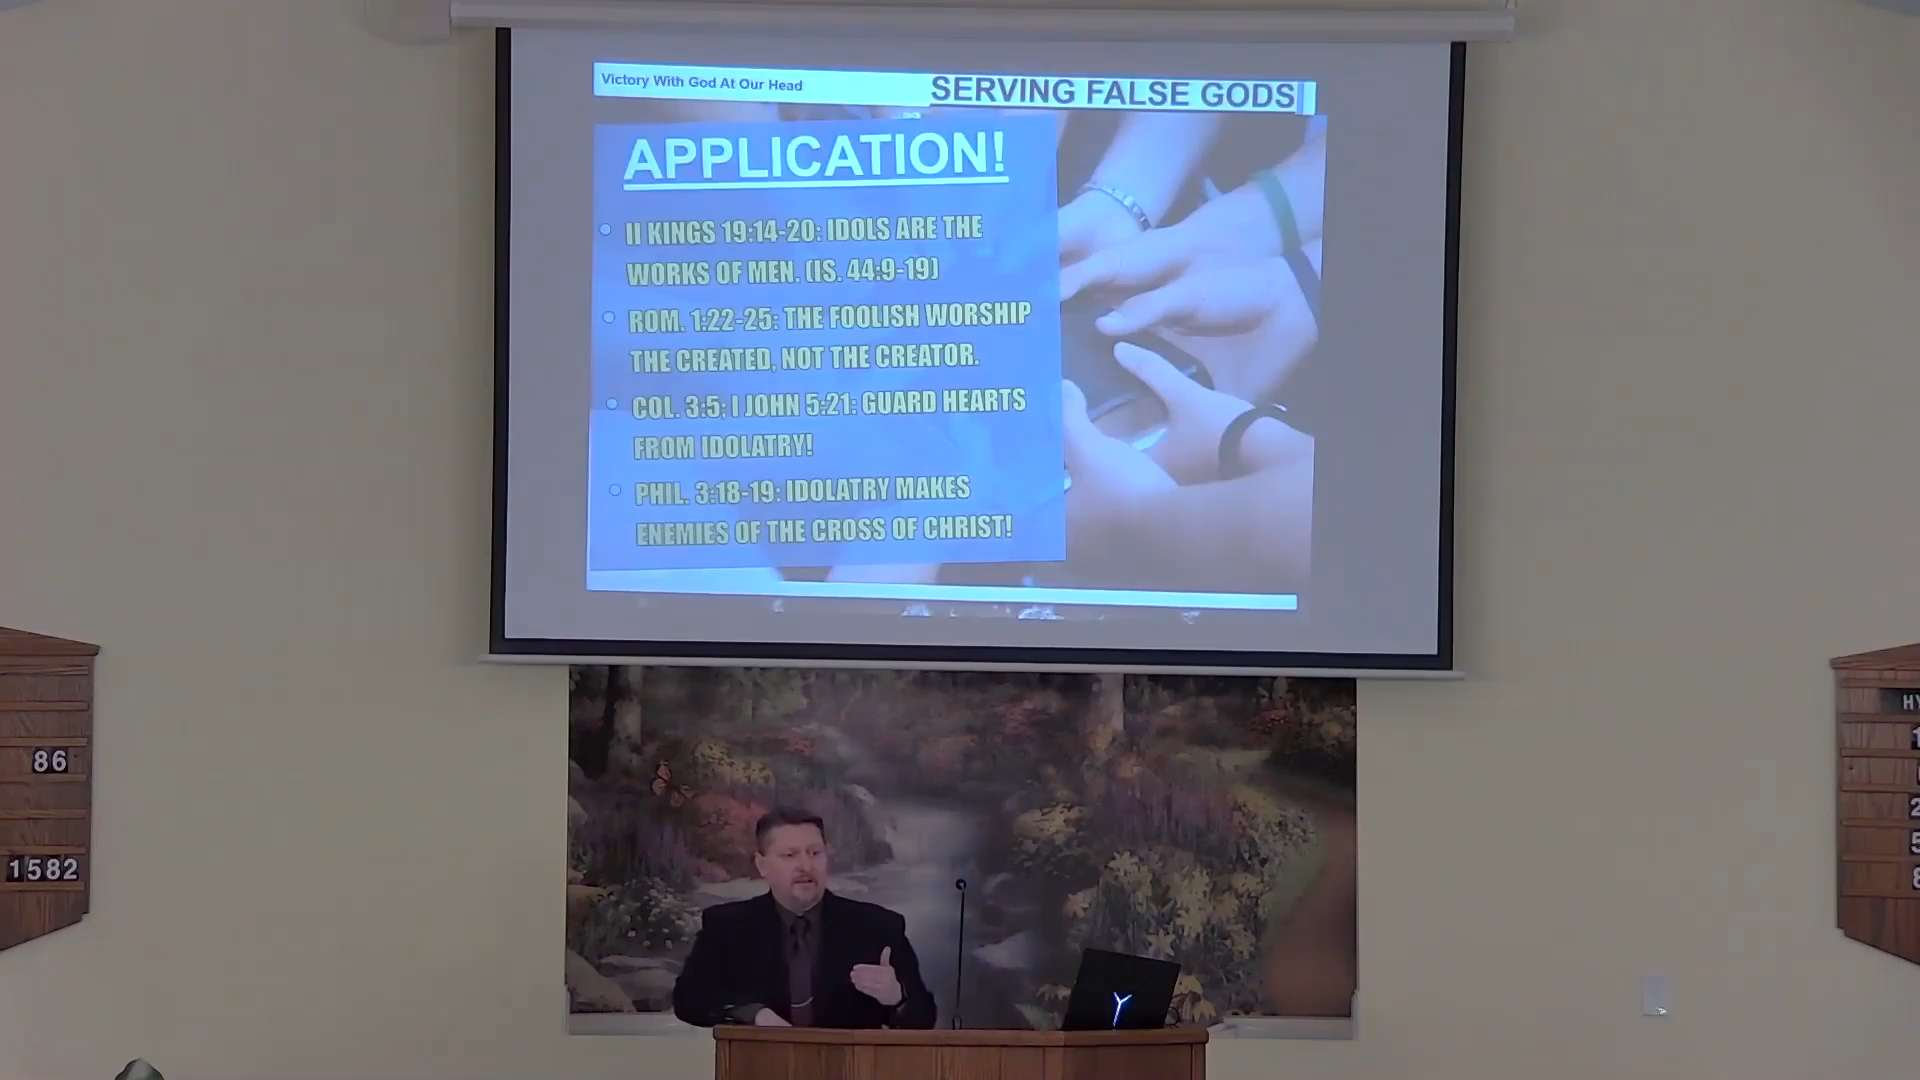 Victory With God At Our Head
SERVING FALSE GODS
APPLICATION!
II KINGS 19:14-20: IDOLS ARE THE
WORKS OF MEN. (IS. 44:9-19)
ROM. 1:22-25: THE FOOLISH WORSHIP
THE CREATED, NOT THE CREATOR.
COL. 3:5; I JOHN 5:21: GUARD HEARTS
FROM IDOLATRY!
PHIL. 3:18-19: IDOLATRY MAKES
ENEMIES OF THE CROSS OF CHRIST!
86
1582